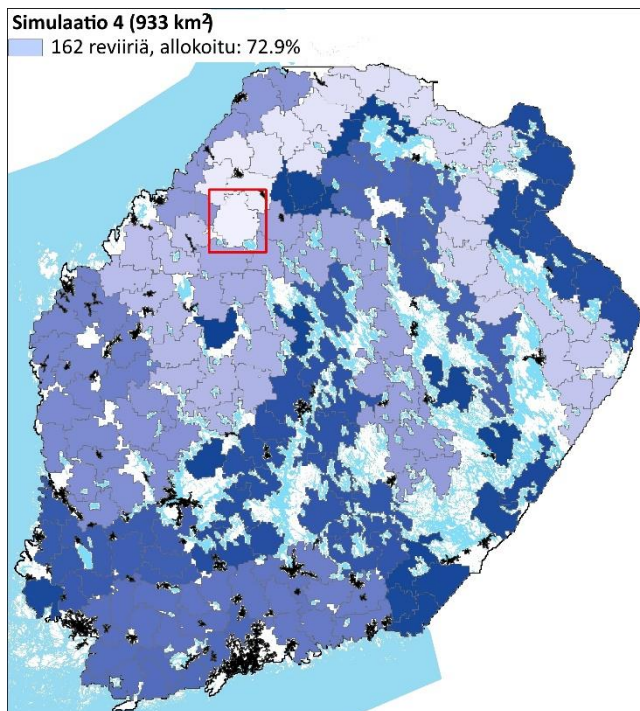 Simulaatio 4 (933 km²)
162 reviiriä, allokoitu: 72.9%